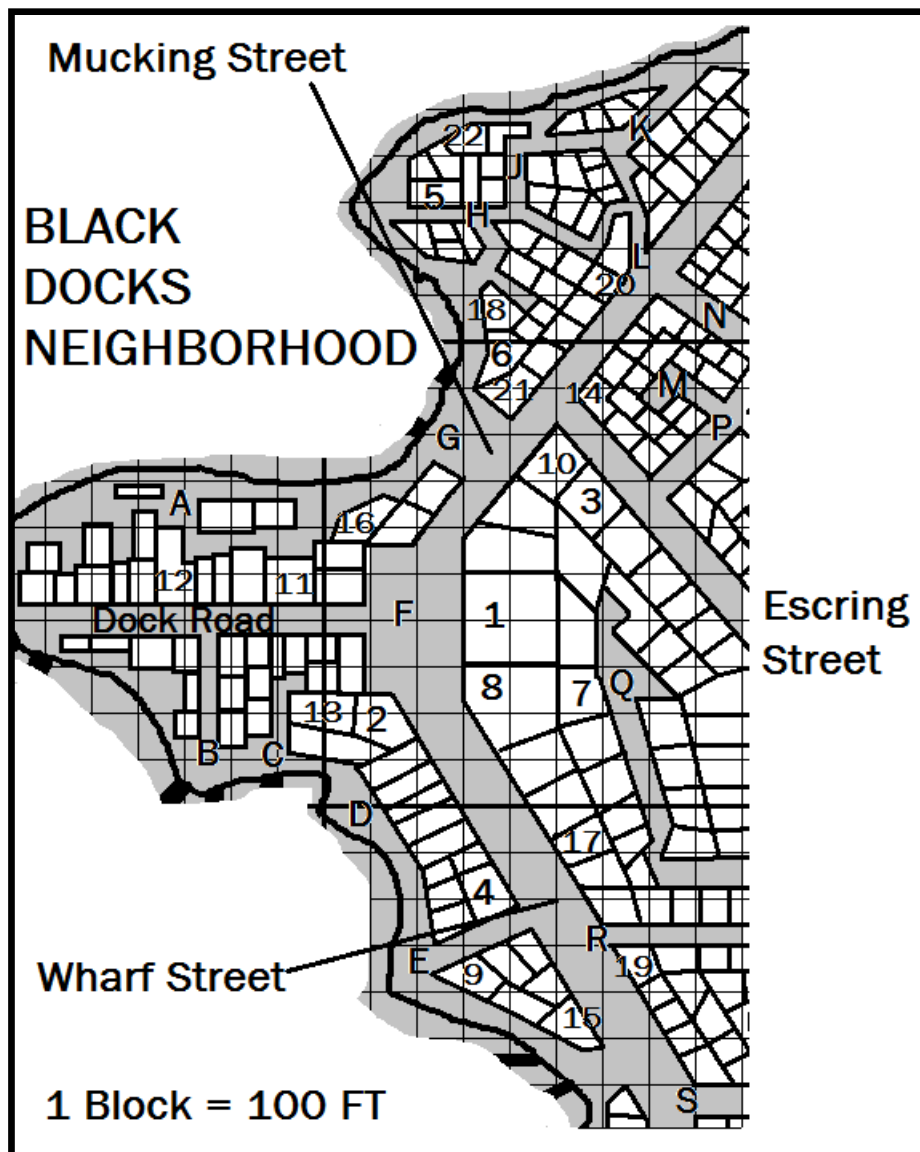 Mucking Street
BLACK
DOCKS
NEIGHBORHOOD
K
22
J
5
H
L
20
18
N
6
21
14
M
P
G
10
3
A
16
12
11
Dock Road
F
1
Escring
Street
8
7
Q
13
2
B
C
D
17
4
R
E
9
19
Wharf Street
15
1 Block = 100 FT
S